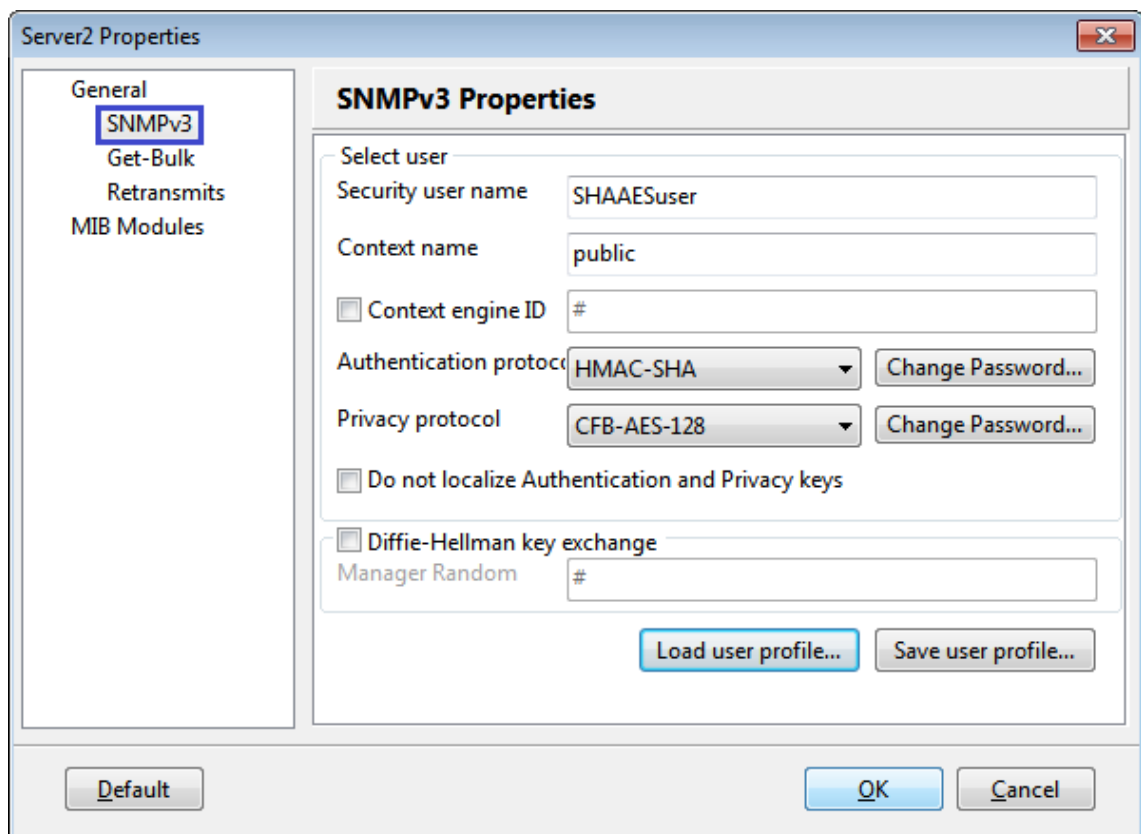 Server2 Properties
General
SNMPv3
Get-Bulk
Retransmits
MIB Modules
SNMPv3 Properties
Select user
Security user name SHAAESuser
Context name public
Context engine ID #
Authentication protoc HMAC-SHA Change Password...
Privacy protocol CFB-AES-128 Change Password...
Do not localize Authentication and Privacy keys
Diffie-Hellman key exchange
Manager Random #
Load user profile... Save user profile...
Default OK Cancel